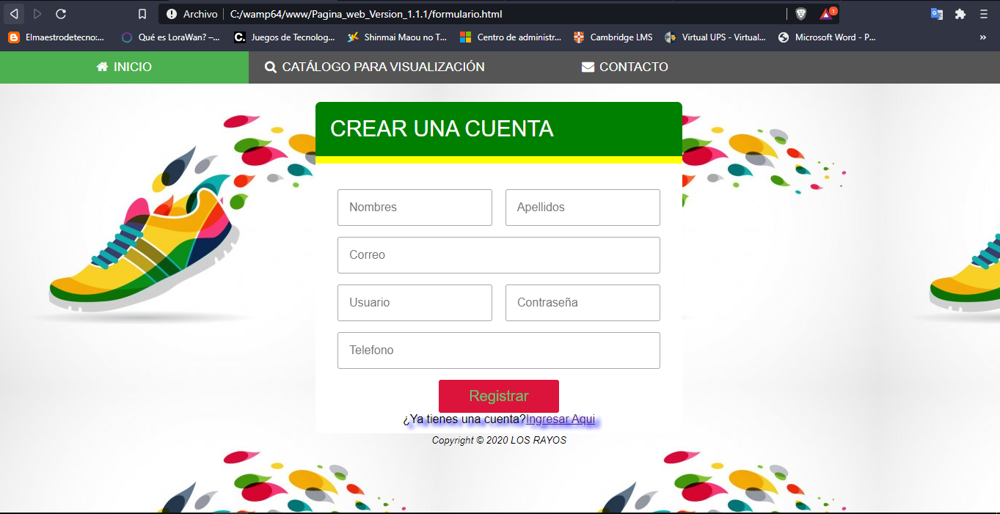 Archivo C:/wamp64/www/Pagina_web_Version_1.1.1/formulario.html 1
Elmaestrodetecno:... Qué es LoraWan? –... C. Juegos de Tecnolog... Shinmai Maou no T... Centro de administr... Cambridge LMS Virtual UPS - Virtual... Microsoft Word - P... »
INICIO CATÁLOGO PARA VISUALIZACIÓN CONTACTO
CREAR UNA CUENTA
Nombres Apellidos
Correo
Usuario Contraseña
Telefono
Registrar
¿Ya tienes una cuenta?Ingresar Aqui
Copyright © 2020 LOS RAYOS